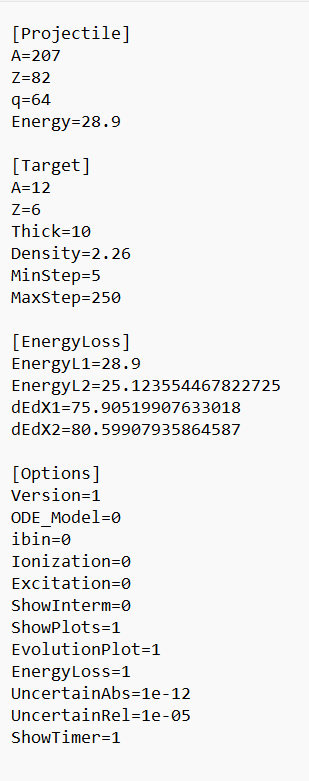 [Projectile]
A=207
Z=82
q=64
Energy=28.9
[Target]
A=12
Z=6
Thick=10
Density=2.26
MinStep=5
MaxStep=250
[EnergyLoss]
EnergyL1=28.9
EnergyL2=25.123554467822725
dEdX1=75.90519907633018
dEdX2=80.59907935864587
[Options]
Version=1
ODE_Model=0
ibin=0
Ionization=0
Excitation=0
ShowInterm=0
ShowPlots=1
EvolutionPlot=1
EnergyLoss=1
UncertainAbs=1e-12
UncertainRel=1e-05
ShowTimer=1